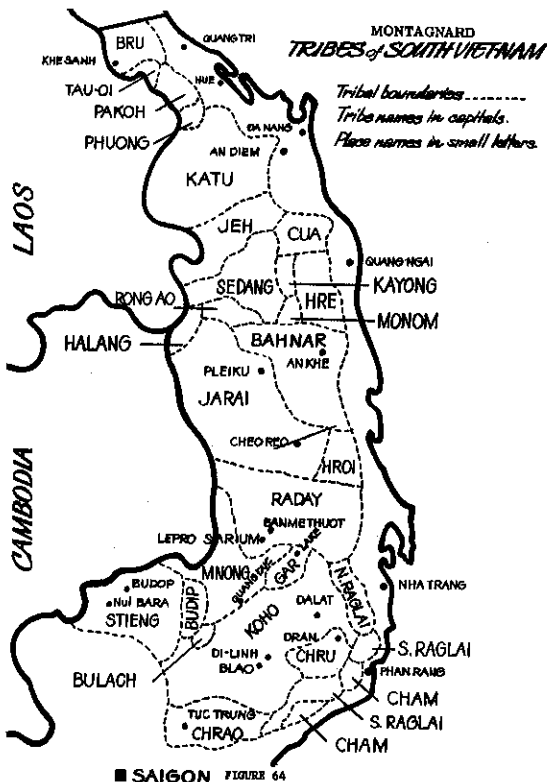 MONTAGNARD
TRIBES of SOUTH VIETNAM
Tribal boundaries
Tribe names in capitals.
Place names in small letters.
BRU
QUANG TRI
KHE SANH
HUE
TAU-OI
PAKOH
PHUONG
DA NANG
AN DIEM
KATU
LAOS
JEH
CUA
QUANG NGAI
SEDANG
KAYONG
RONG AO
HRE
MONOM
HALANG
BAHNAR
AN KHE
PLEIKU
JARAI
CHEO REO
HROI
CAMBODIA
RADAY
BANMETHUOT
LEPROSARIUM
LAKE
MNONG
GAR
QUANG DUC
BUDOP
NUI BARA
STIENG
BUDIP
N. RAGLAI
NHA TRANG
KOHO
DALAT
DRAN
CHRU
S. RAGLAI
DI-LINH
BLAO
PHAN RANG
BULACH
CHAM
S. RAGLAI
TUC TRUNG
CHRAO
CHAM
SAIGON
FIGURE 64